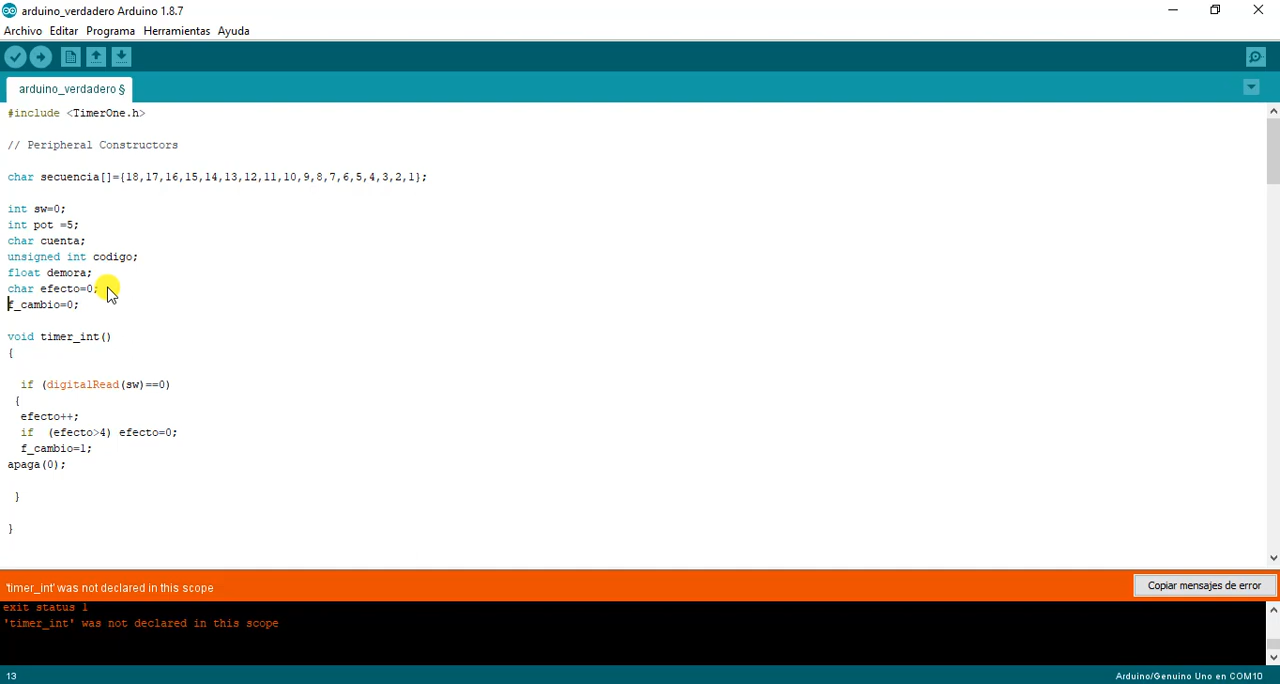 arduino_verdadero Arduino 1.8.7
Archivo Editar Programa Herramientas Ayuda
arduino_verdadero §
#include <TimerOne.h>
// Peripheral Constructors
char secuencia[]={18,17,16,15,14,13,12,11,10,9,8,7,6,5,4,3,2,1};
int sw=0;
int pot =5;
char cuenta;
unsigned int codigo;
float demora;
char efecto=0;
f_cambio=0;
void timer_int()
{
if (digitalRead(sw)==0)
{
efecto++;
if  (efecto>4) efecto=0;
f_cambio=1;
apaga(0);
}
}
'timer_int' was not declared in this scope
Copiar mensajes de error
exit status 1
'timer_int' was not declared in this scope
13
Arduino/Genuino Uno en COM10